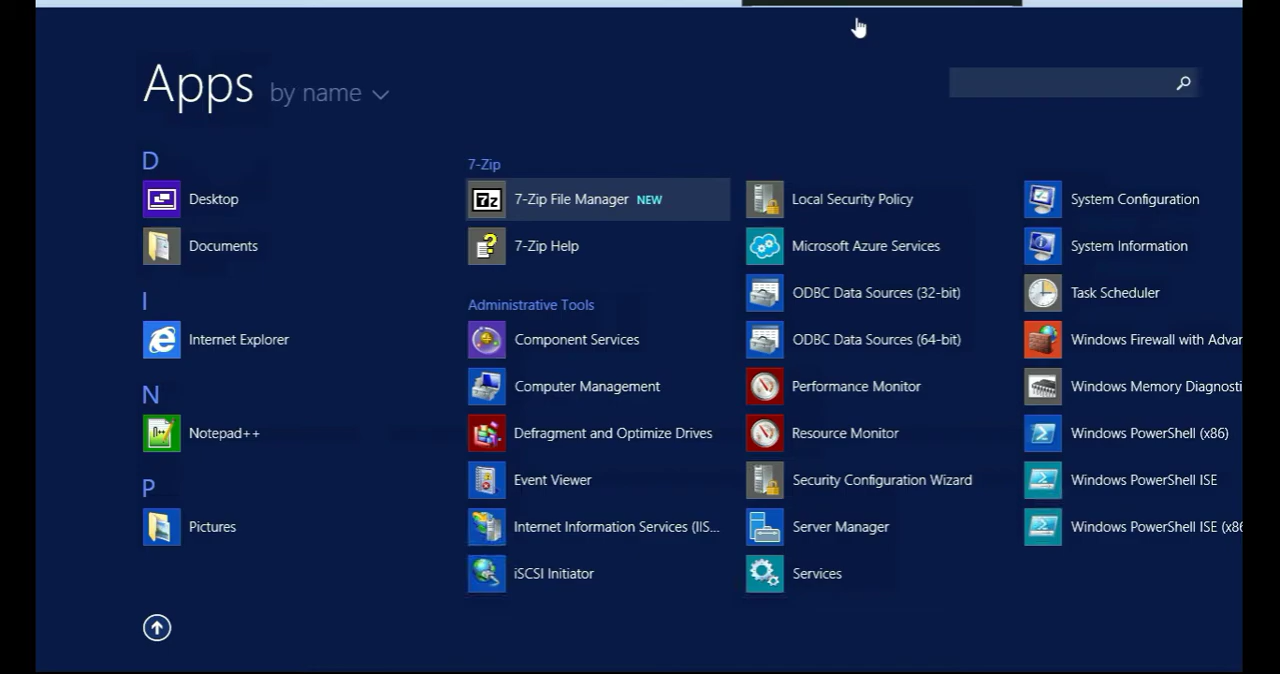 Apps by name
D
Desktop
Documents
I
Internet Explorer
N
Notepad++
P
Pictures
7-Zip
7-Zip File Manager NEW
7-Zip Help
Administrative Tools
Component Services
Computer Management
Defragment and Optimize Drives
Event Viewer
Internet Information Services (IIS...
iSCSI Initiator
Local Security Policy
Microsoft Azure Services
ODBC Data Sources (32-bit)
ODBC Data Sources (64-bit)
Performance Monitor
Resource Monitor
Security Configuration Wizard
Server Manager
Services
System Configuration
System Information
Task Scheduler
Windows Firewall with Advar
Windows Memory Diagnosti
Windows PowerShell (x86)
Windows PowerShell ISE
Windows PowerShell ISE (x86